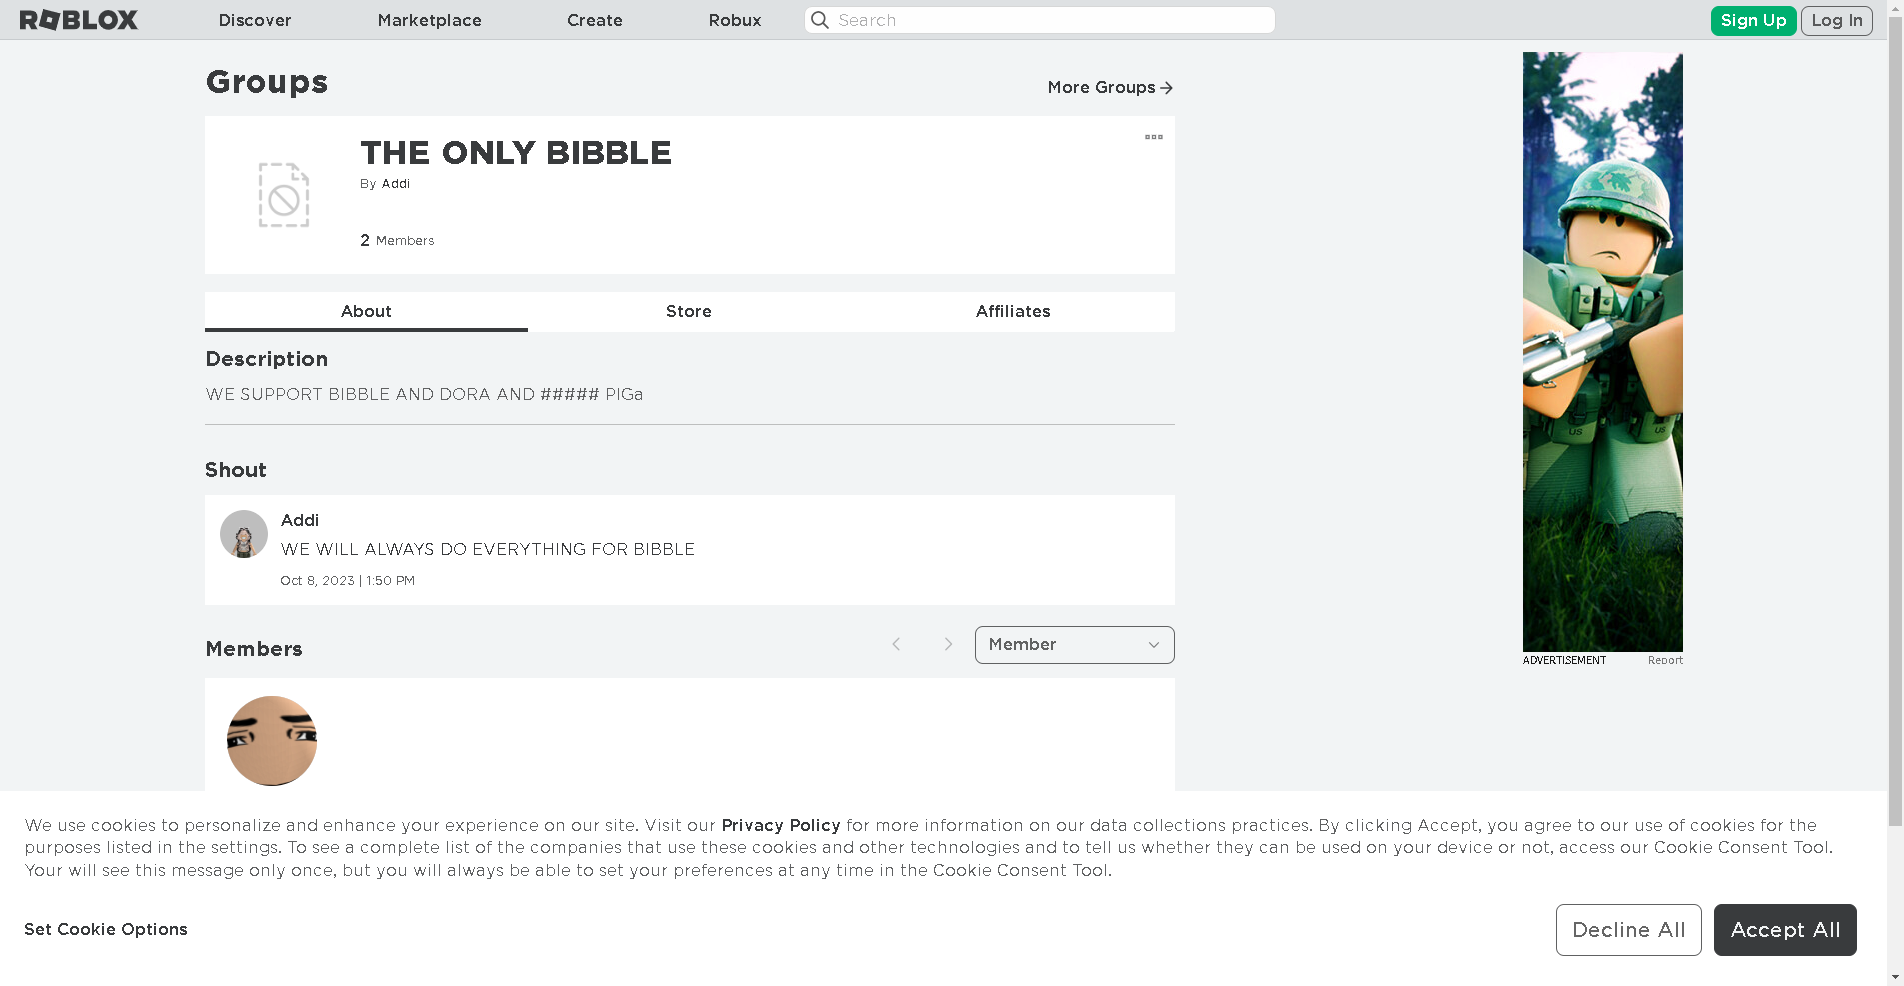 ROBLOX
Discover
Marketplace
Create
Robux
Search
Sign Up
Log In
Groups
More Groups
THE ONLY BIBBLE
By Addi
2 Members
About
Store
Affiliates
Description
WE SUPPORT BIBBLE AND DORA AND ##### PIGa
Shout
Addi
WE WILL ALWAYS DO EVERYTHING FOR BIBBLE
Oct 8, 2023 | 1:50 PM
Members
Member
US
US
ADVERTISEMENT
Report
We use cookies to personalize and enhance your experience on our site. Visit our Privacy Policy for more information on our data collections practices. By clicking Accept, you agree to our use of cookies for the
purposes listed in the settings. To see a complete list of the companies that use these cookies and other technologies and to tell us whether they can be used on your device or not, access our Cookie Consent Tool.
Your will see this message only once, but you will always be able to set your preferences at any time in the Cookie Consent Tool.
Set Cookie Options
Decline All
Accept All